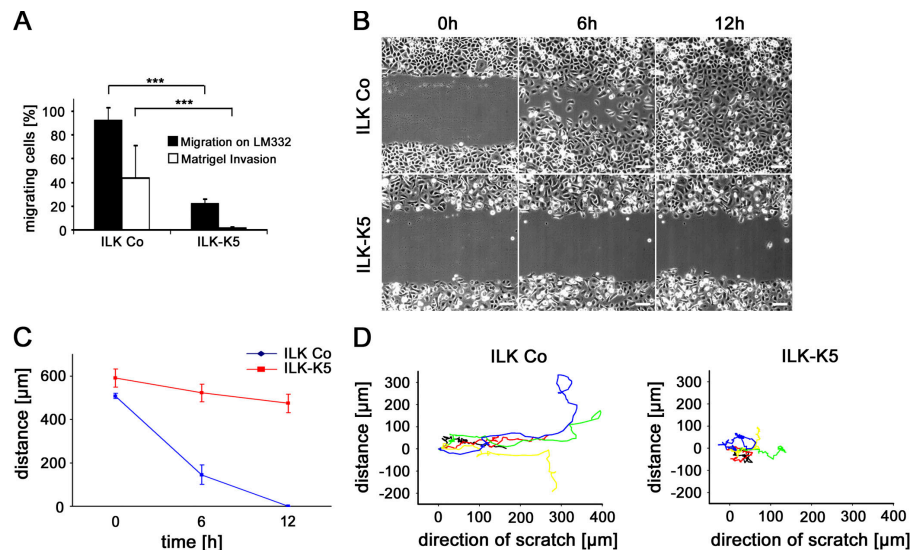 A
***
***
migrating cells [%]
100
80
60
40
20
0
Migration on LM332
Matrigel Invasion
ILK Co
ILK-K5
B
0h
6h
12h
ILK Co
ILK-K5
C
ILK Co
ILK-K5
distance [µm]
600
400
200
0
0
6
12
time [h]
D
ILK Co
distance [µm]
300
200
100
0
-100
-200
0
100
200
300
400
direction of scratch [µm]
ILK-K5
distance [µm]
300
200
100
0
-100
-200
0
100
200
direction of scratch [µm]